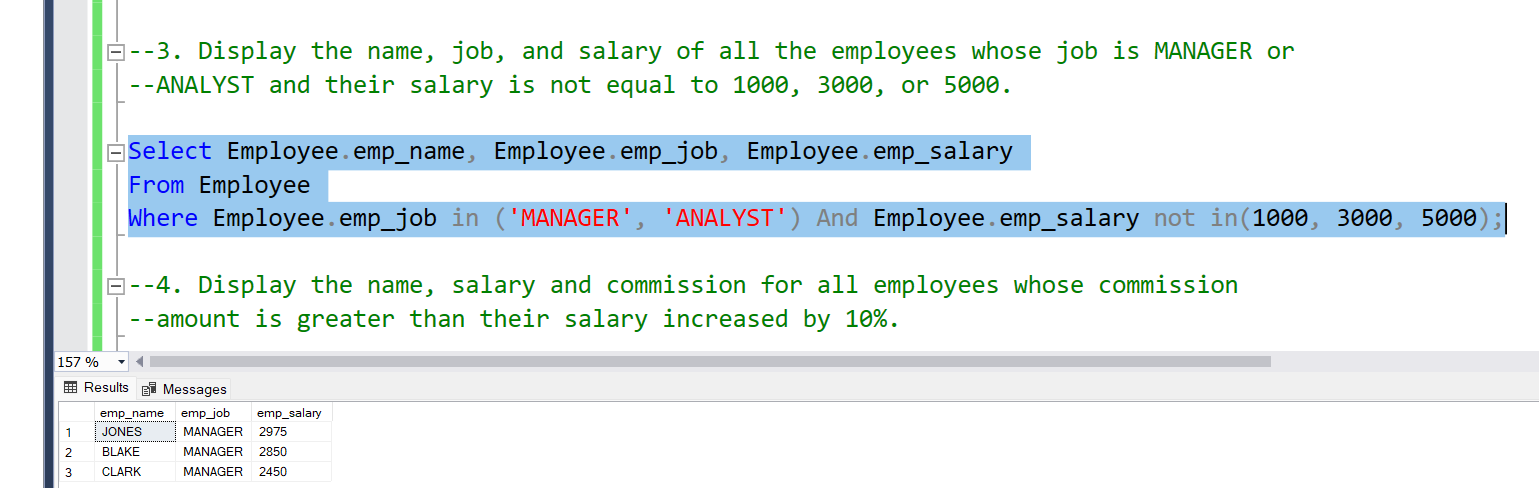 --3. Display the name, job, and salary of all the employees whose job is MANAGER or
--ANALYST and their salary is not equal to 1000, 3000, or 5000.
Select Employee.emp_name, Employee.emp_job, Employee.emp_salary
From Employee
Where Employee.emp_job in ('MANAGER', 'ANALYST') And Employee.emp_salary not in(1000, 3000, 5000);
--4. Display the name, salary and commission for all employees whose commission
--amount is greater than their salary increased by 10%.
157 %
Results Messages
emp_name emp_job emp_salary
1 JONES MANAGER 2975
2 BLAKE MANAGER 2850
3 CLARK MANAGER 2450